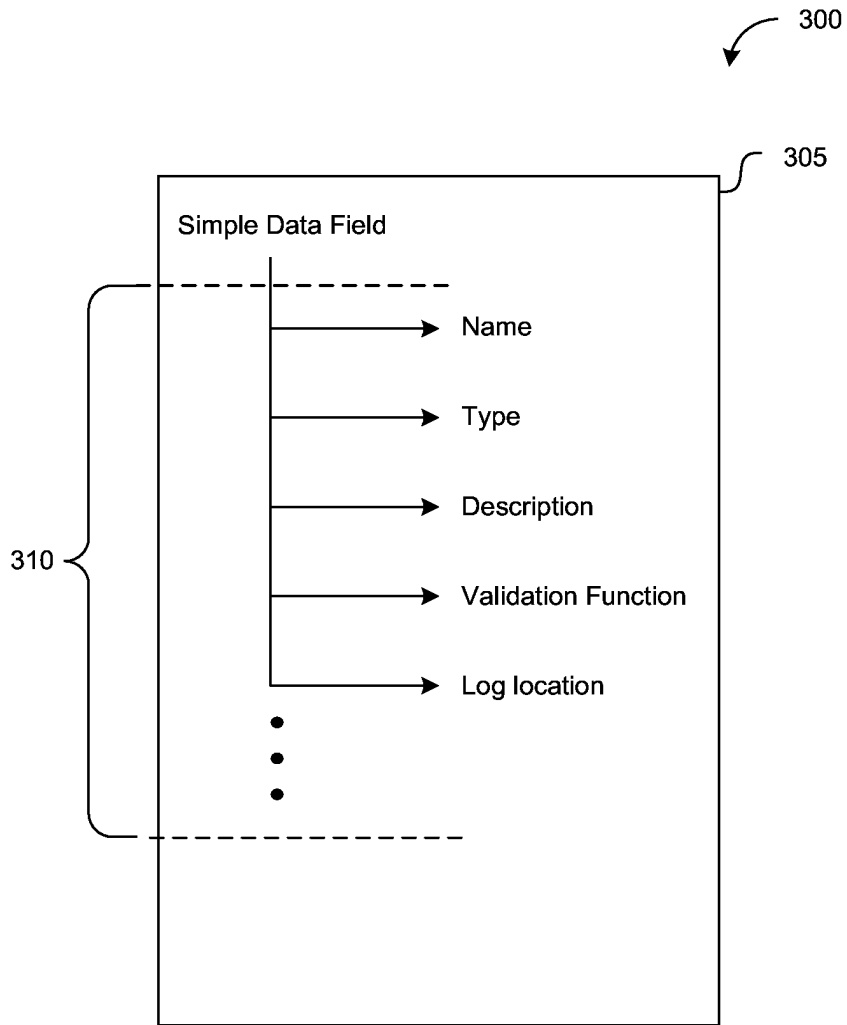 300
305
Simple Data Field
Name
Type
Description
310
Validation Function
Log location